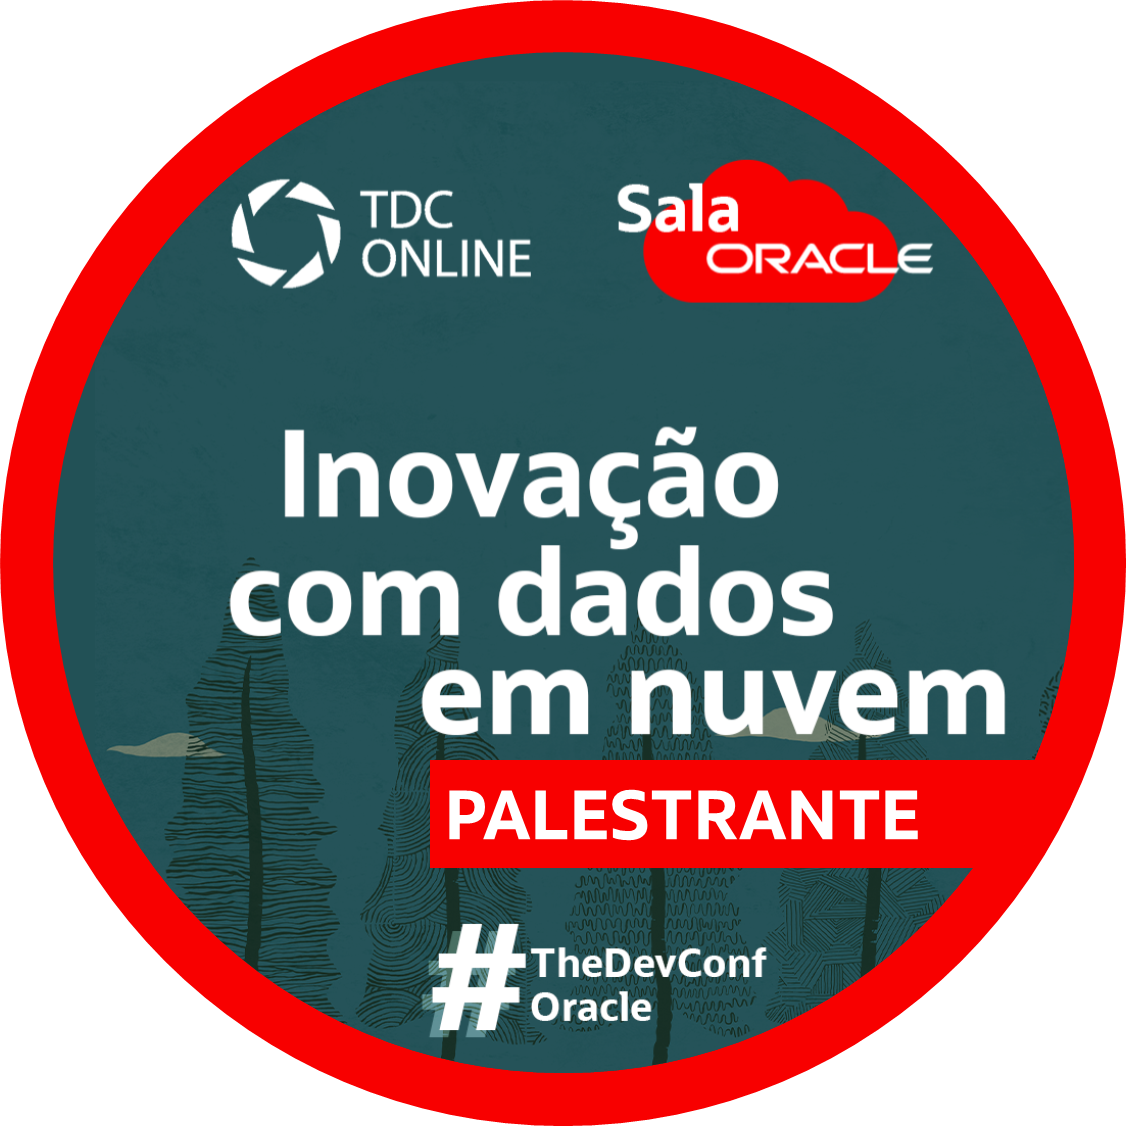 TDC
ONLINE
Sala
ORACLE
Inovação
com dados
em nuvem
PALESTRANTE
#TheDevConf
Oracle